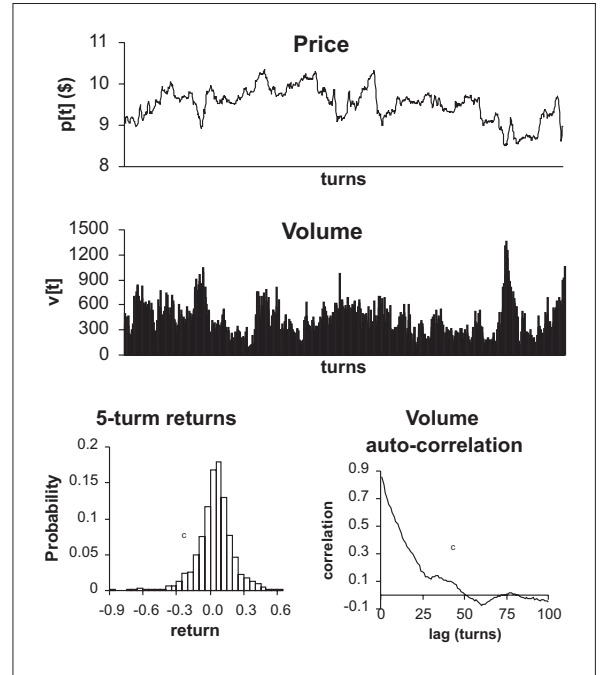 Price
11
10
9
8
p[t] ($)
turns
Volume
1500
1200
900
600
300
0
v[t]
turns
5-turm returns
0.2
0.15
0.1
0.05
0
Probability
c
-0.9 -0.6 -0.3 0.0 0.3 0.6
return
Volume
auto-correlation
0.9
0.7
0.5
0.3
0.1
-0.1
correlation
c
0 25 50 75 100
lag (turns)